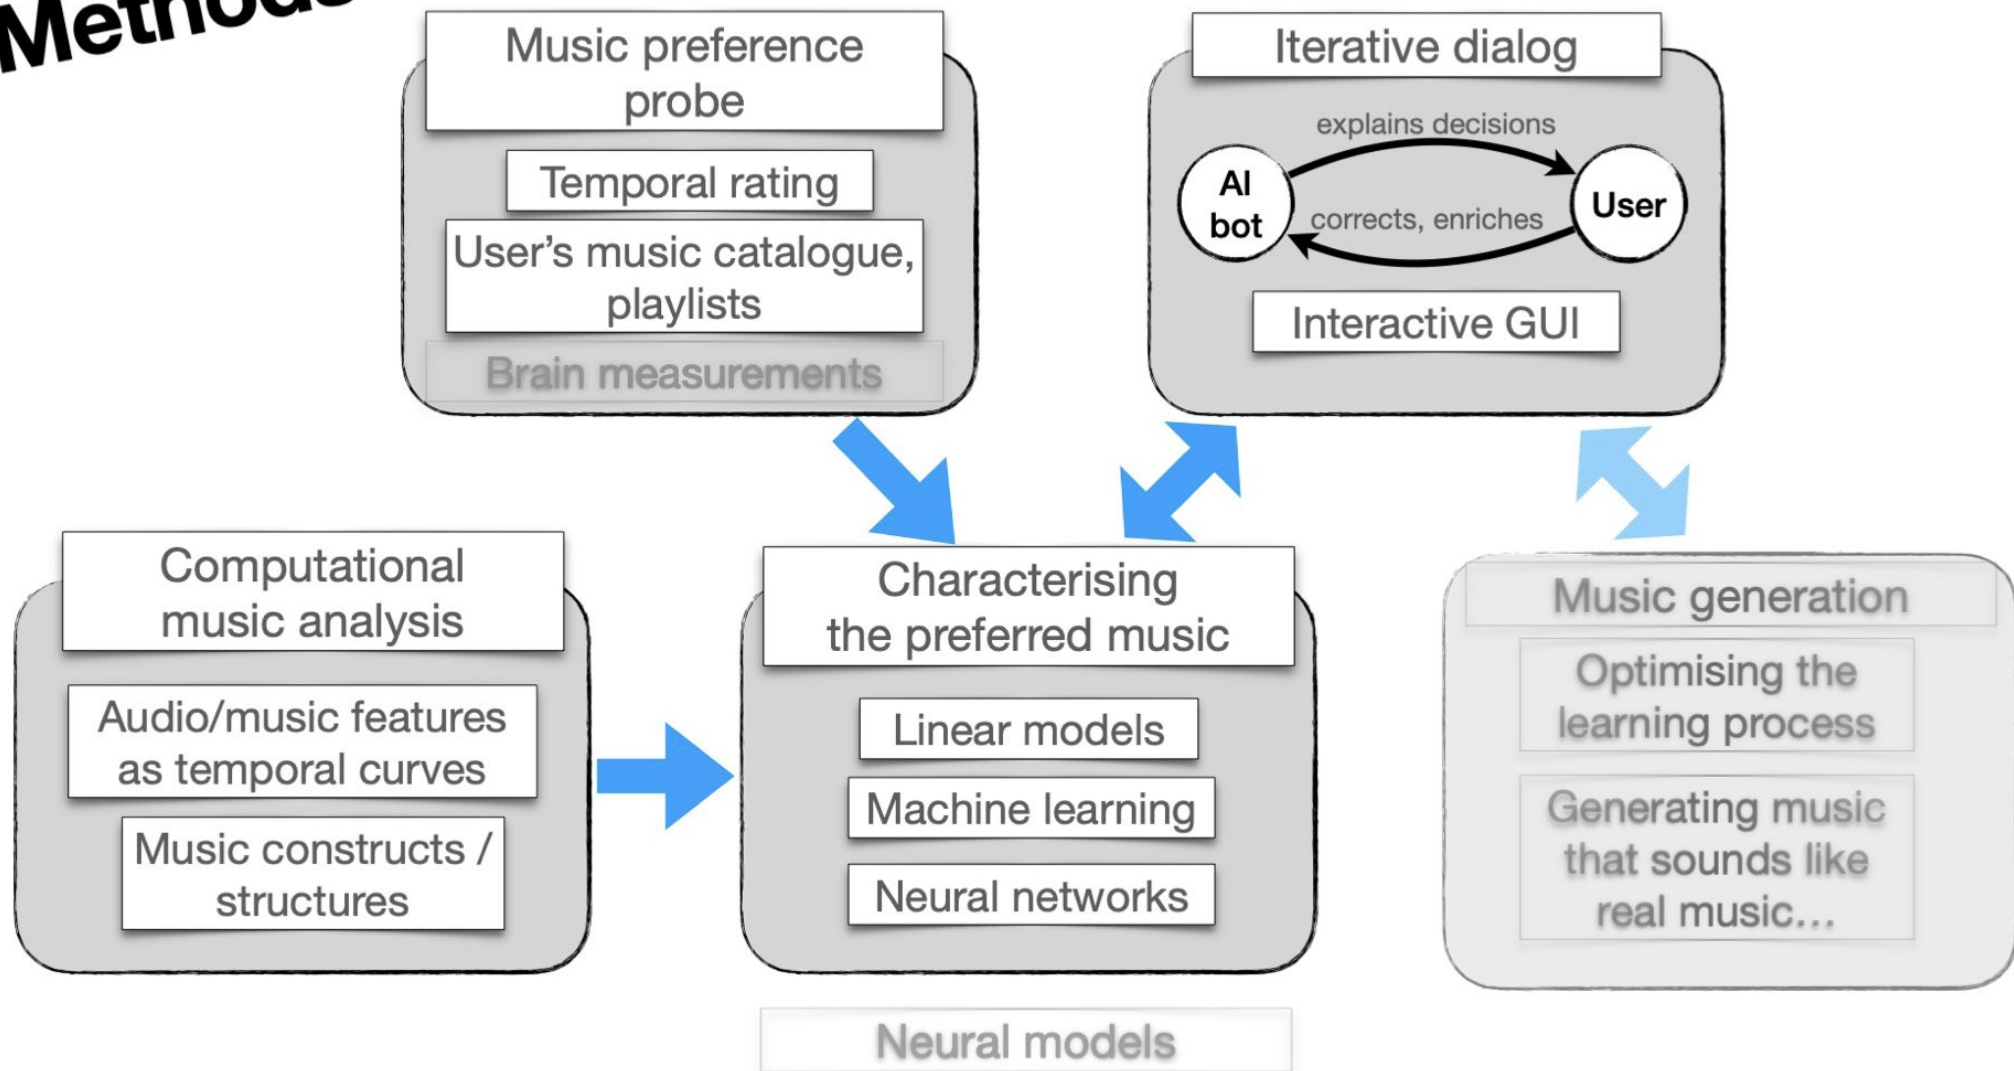 Methods
Music preference
probe
Temporal rating
User's music catalogue,
playlists
Brain measurements
Iterative dialog
explains decisions
AI
bot
User
corrects, enriches
Interactive GUI
Computational
music analysis
Audio/music features
as temporal curves
Music constructs /
structures
Characterising
the preferred music
Linear models
Machine learning
Neural networks
Neural models
Music generation
Optimising the
learning process
Generating music
that sounds like
real music…